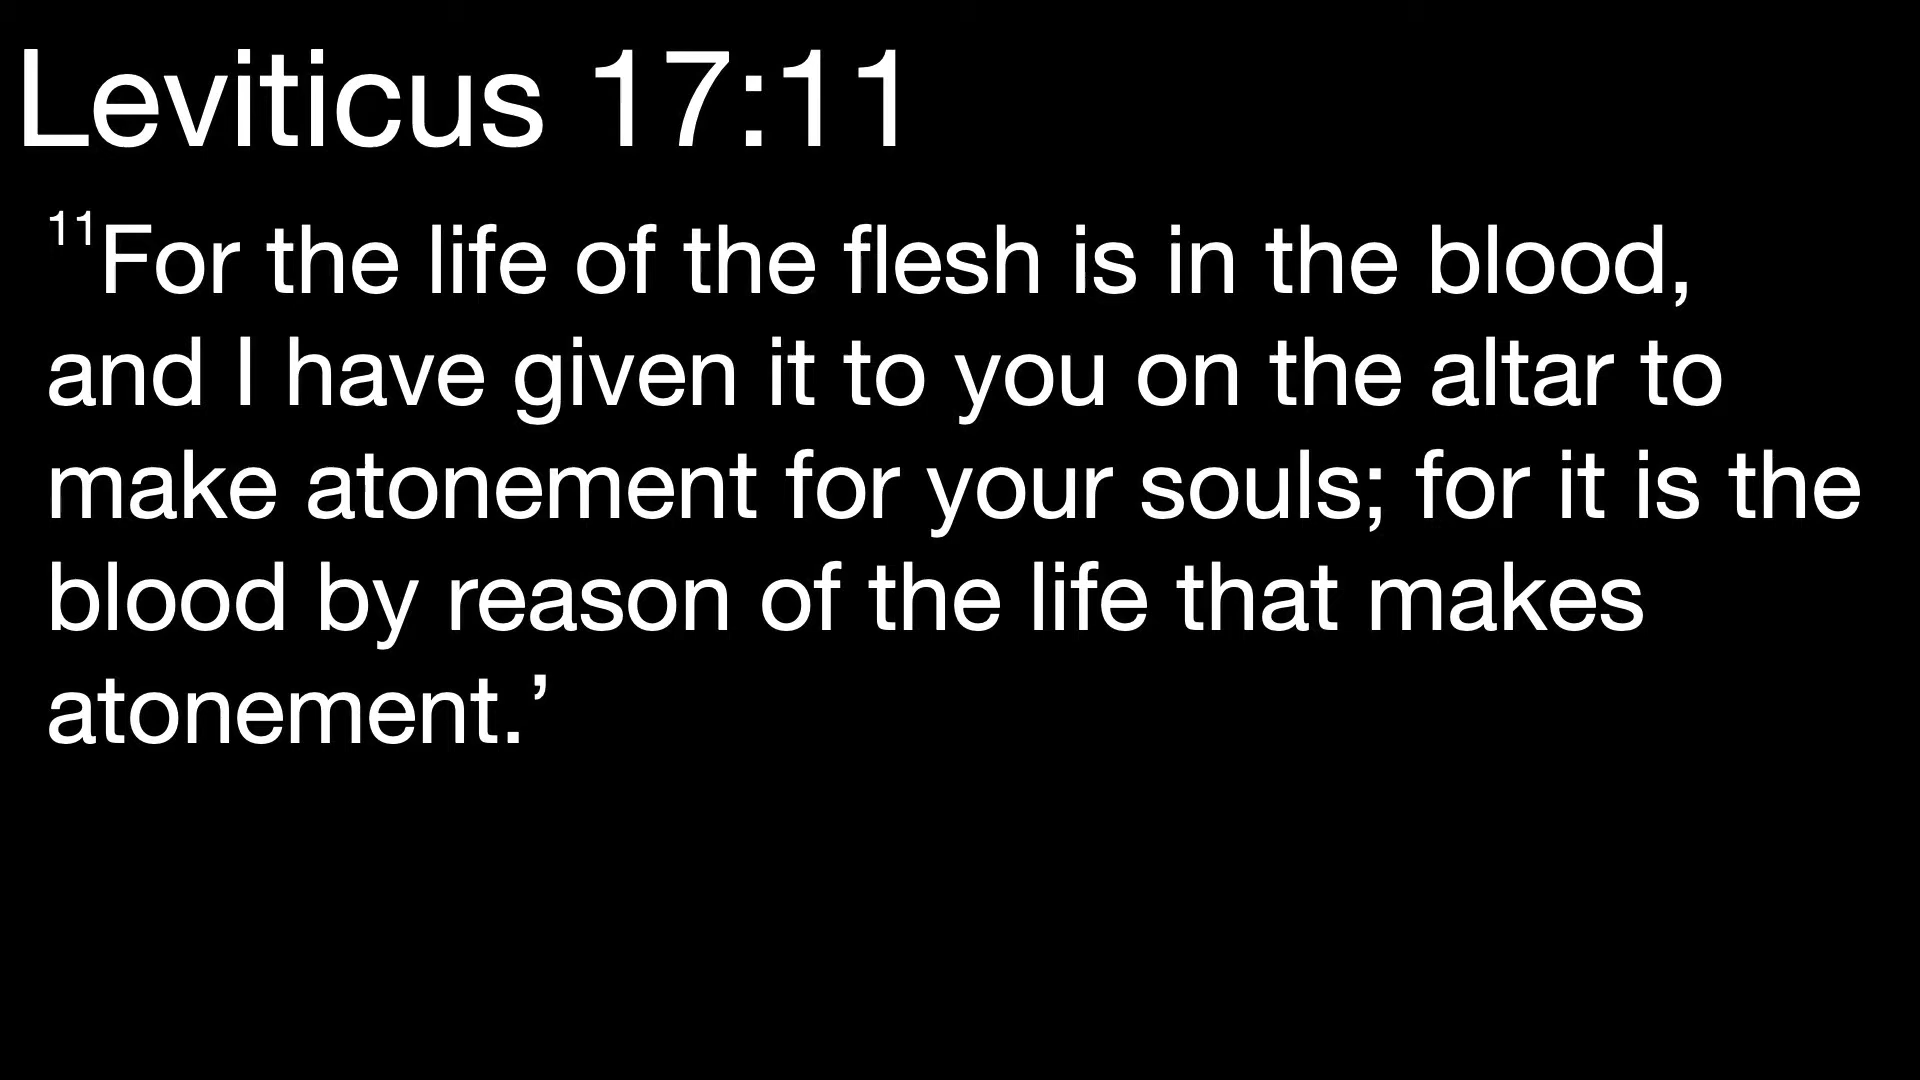 Leviticus 17:11
11For the life of the flesh is in the blood,
and I have given it to you on the altar to
make atonement for your souls; for it is the
blood by reason of the life that makes
atonement.’